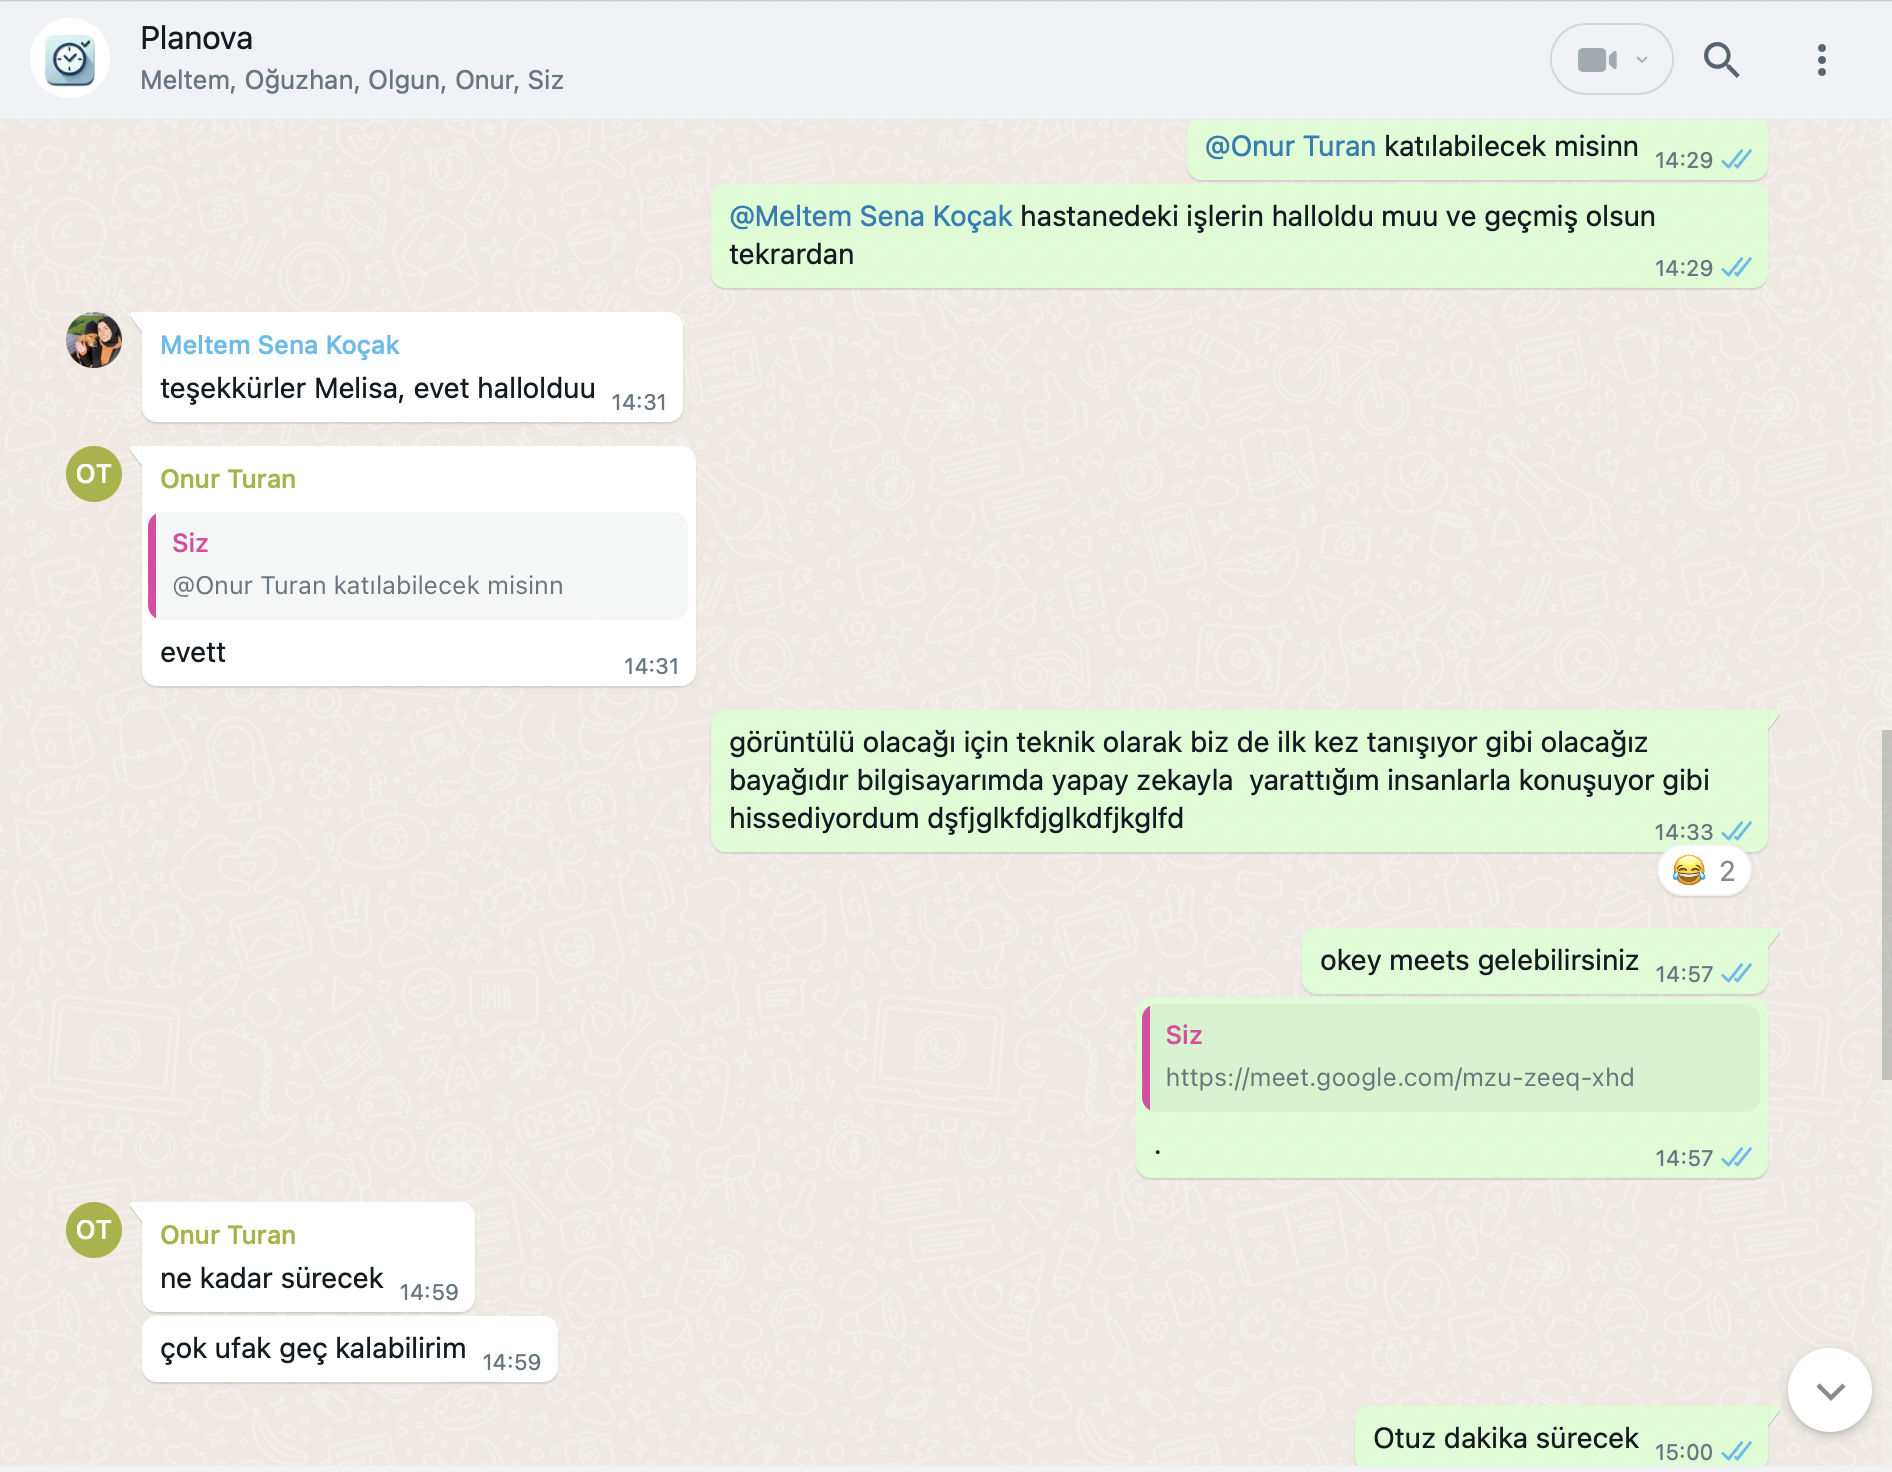 Planova
Meltem, Oğuzhan, Olgun, Onur, Siz
@Onur Turan katılabilecek misinn 14:29
@Meltem Sena Koçak hastanedeki işlerin halloldu muu ve geçmiş olsun
tekrardan 14:29
Meltem Sena Koçak
teşekkürler Melisa, evet hallolduu 14:31
OT
Onur Turan
Siz
@Onur Turan katılabilecek misinn
evett 14:31
görüntülü olacağı için teknik olarak biz de ilk kez tanışıyor gibi olacağız
bayağıdır bilgisayarımda yapay zekayla  yarattığım insanlarla konuşuyor gibi
hissediyordum dşfjglkfdjglkdfjkglfd 14:33
😂 2
okey meets gelebilirsiniz 14:57
Siz
https://meet.google.com/mzu-zeeq-xhd
. 14:57
OT
Onur Turan
ne kadar sürecek 14:59
çok ufak geç kalabilirim 14:59
Otuz dakika sürecek 15:00